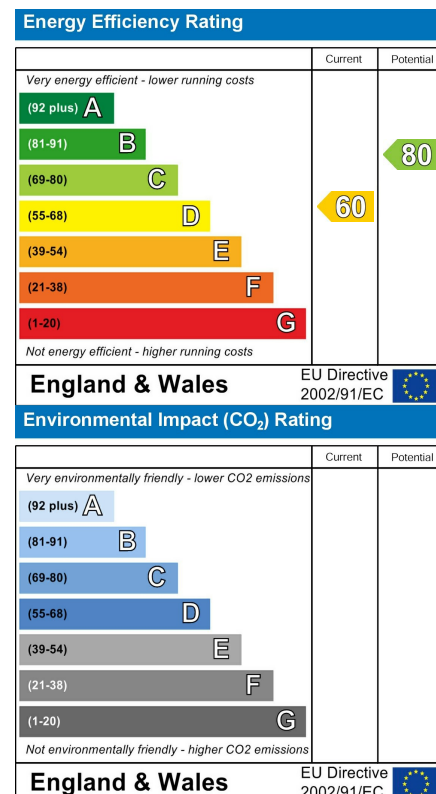 Energy Efficiency Rating
Current Potential
Very energy efficient - lower running costs
(92 plus) A
(81-91) B
80
(69-80) C
60
(55-68) D
(39-54) E
(21-38) F
(1-20) G
Not energy efficient - higher running costs
England & Wales
EU Directive
2002/91/EC
Environmental Impact (CO₂) Rating
Current Potential
Very environmentally friendly - lower CO2 emissions
(92 plus) A
(81-91) B
(69-80) C
(55-68) D
(39-54) E
(21-38) F
(1-20) G
Not environmentally friendly - higher CO2 emissions
England & Wales
EU Directive
2002/91/EC